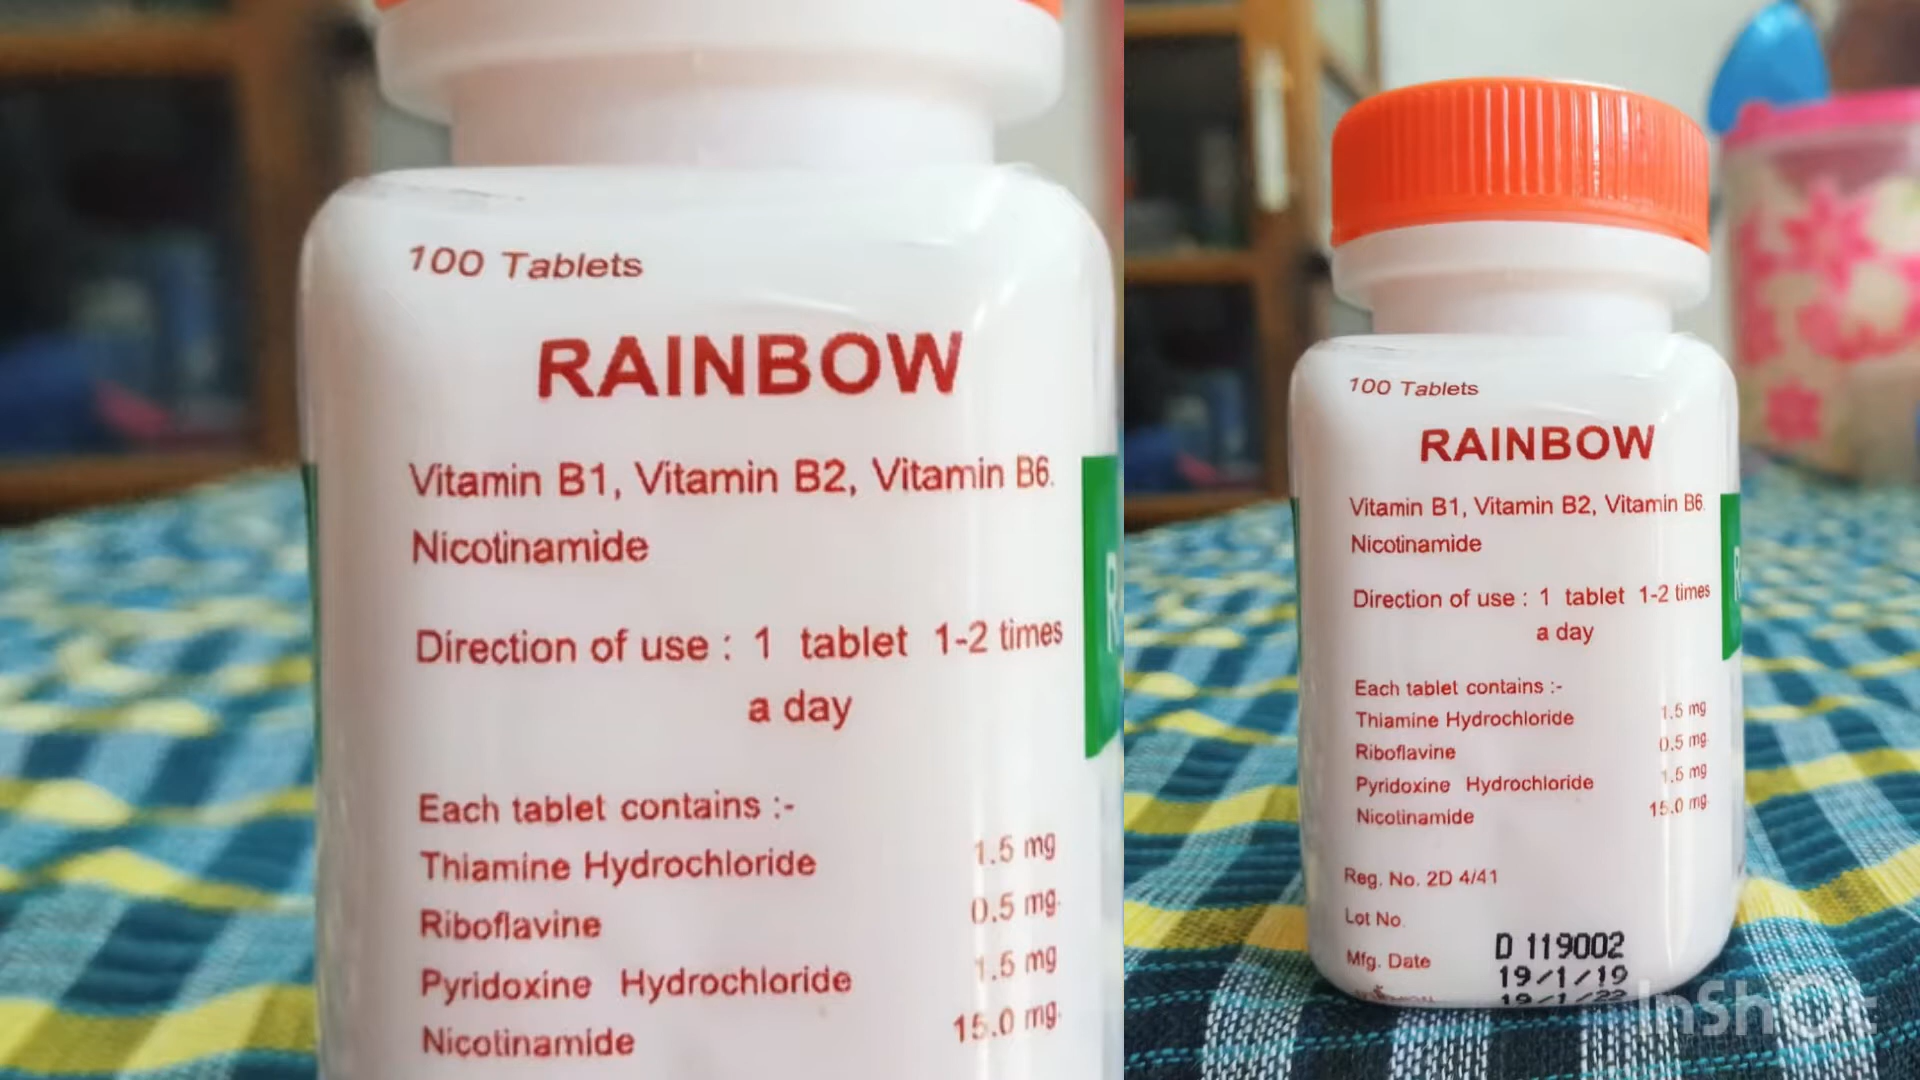 100 Tablets
RAINBOW
Vitamin B1, Vitamin B2, Vitamin B6.
Nicotinamide
Direction of use : 1 tablet 1-2 times
a day
Each tablet contains :-
Thiamine Hydrochloride 1.5 mg
Riboflavine 0.5 mg.
Pyridoxine Hydrochloride 1.5 mg
Nicotinamide 15.0 mg.
100 Tablets
RAINBOW
Vitamin B1, Vitamin B2, Vitamin B6.
Nicotinamide
Direction of use : 1 tablet 1-2 times
a day
Each tablet contains :-
Thiamine Hydrochloride 1.5 mg
Riboflavine 0.5 mg.
Pyridoxine Hydrochloride 1.5 mg
Nicotinamide 15.0 mg.
Reg. No. 2D 4/41
Lot No.
D 119002
Mfg. Date 19/1/19
19/1/22
InShOt